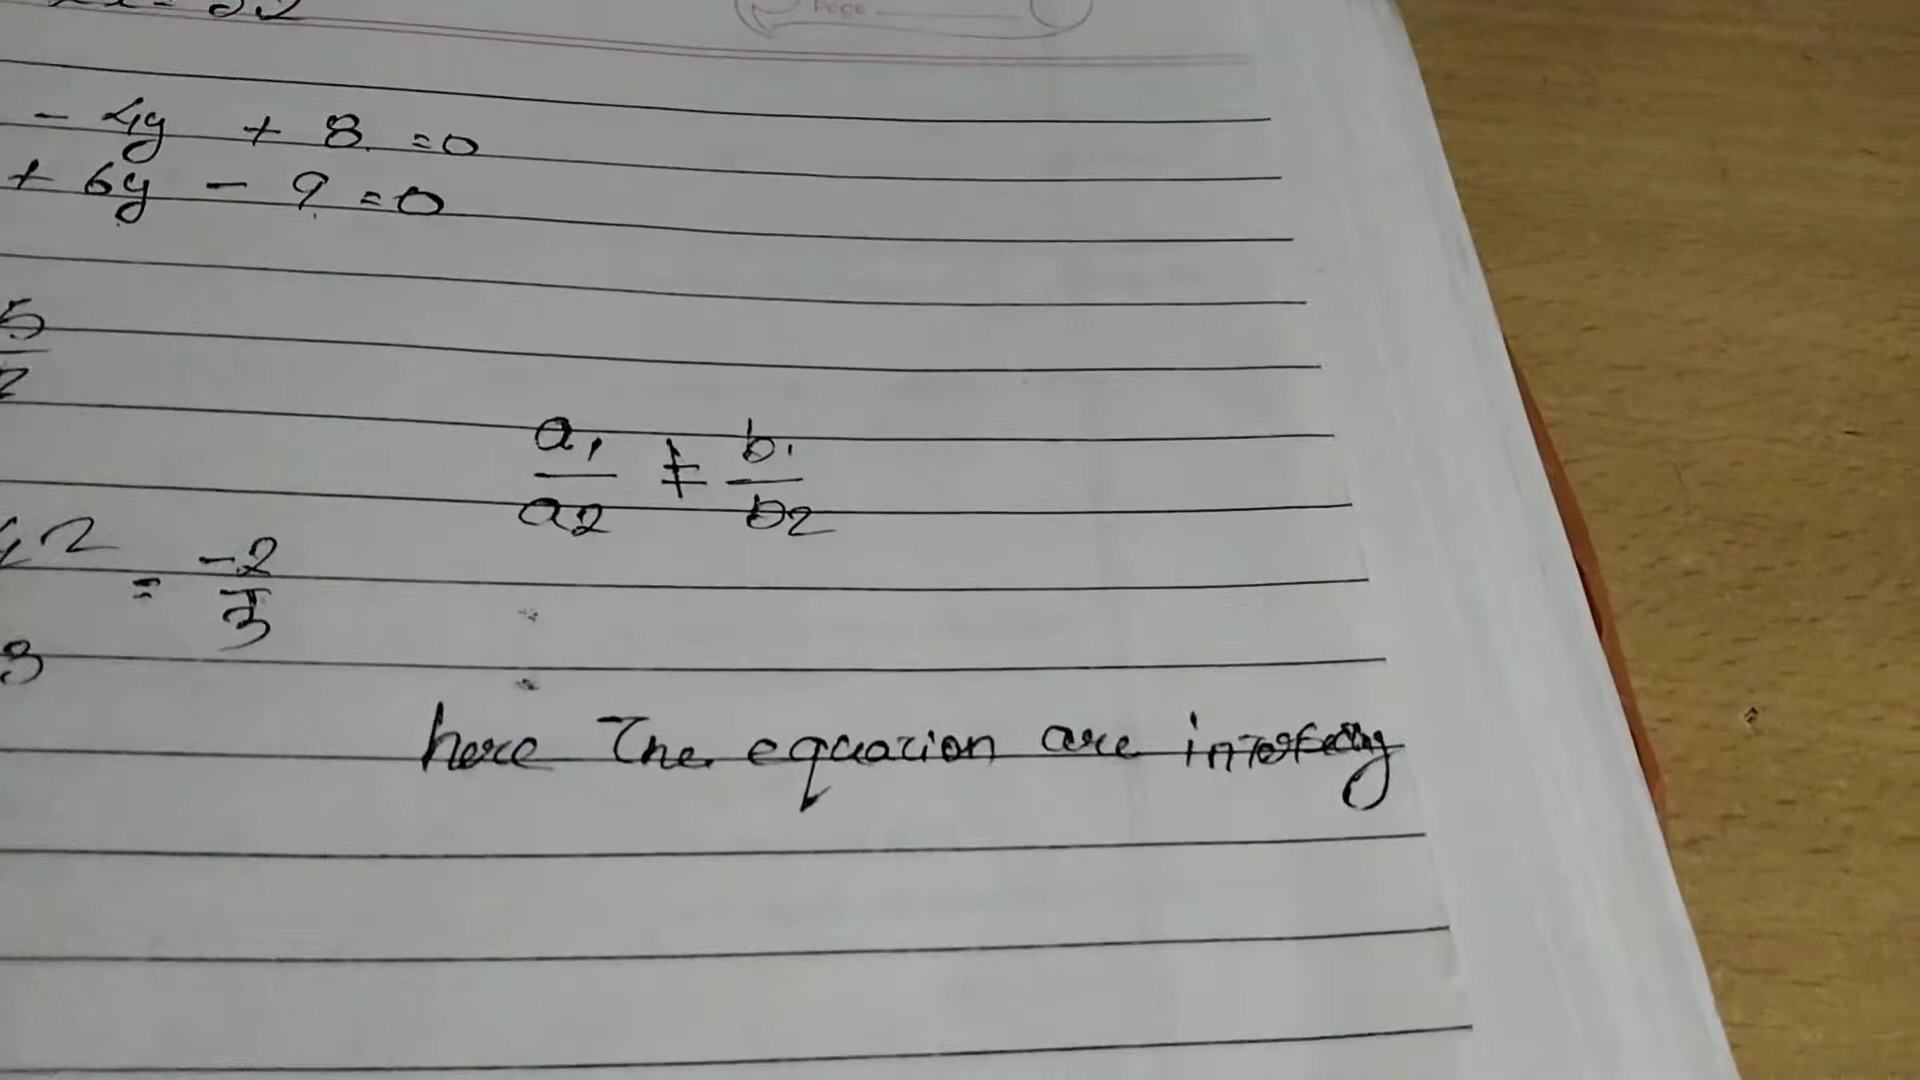 Page
- 4y + 8 = 0
+ 6y - 9 = 0
5
a1 ≠ b1
a2 b2
2 = -2
3
3
here The equation are